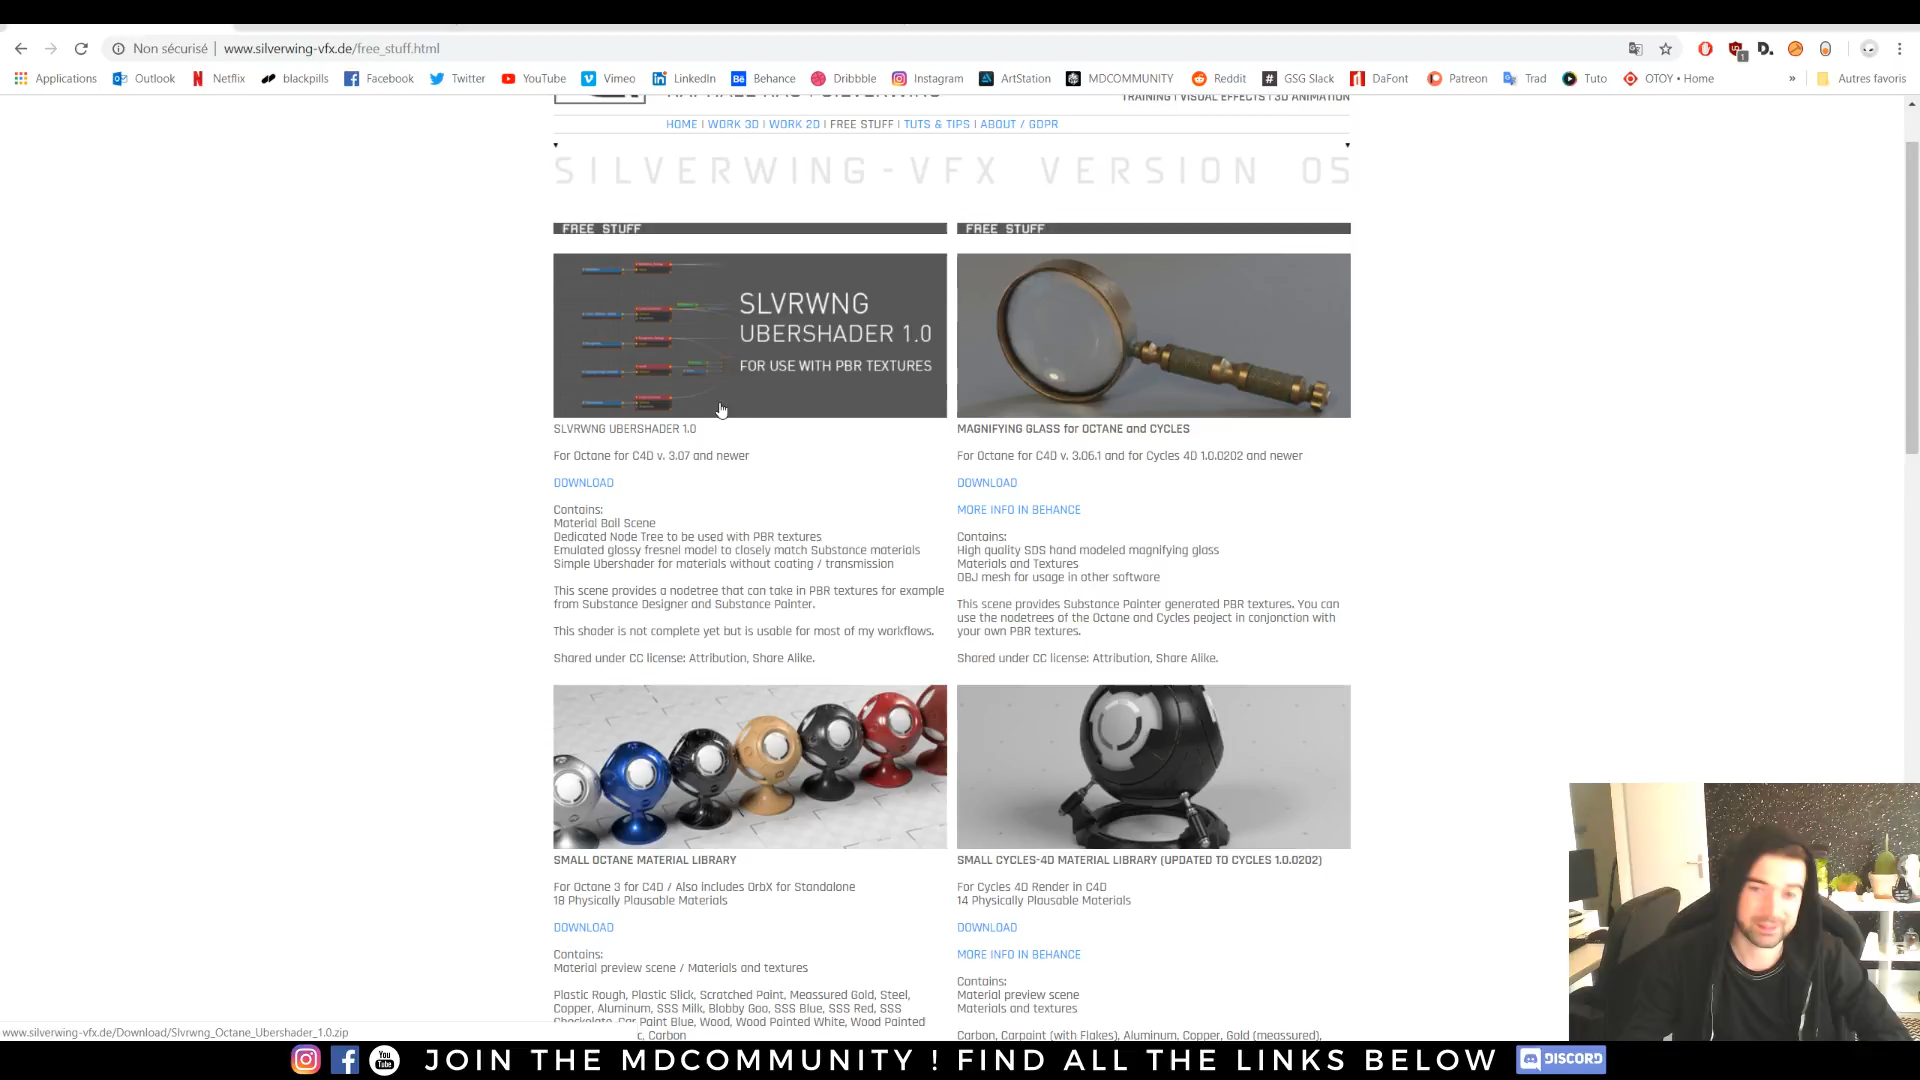 Non sécurisé | www.silverwing-vfx.de/free_stuff.html
Applications Outlook Netflix blackpills Facebook Twitter YouTube Vimeo LinkedIn Behance Dribbble Instagram ArtStation MDCOMMUNITY Reddit GSG Slack DaFont Patreon Trad Tuto OTOY • Home » Autres favoris
TRAINING | VISUAL EFFECTS | 3D ANIMATION
HOME | WORK 3D | WORK 2D | FREE STUFF | TUTS & TIPS | ABOUT / GDPR
SILVERWING-VFX VERSION 05
FREE STUFF
SLVRWNG
UBERSHADER 1.0
FOR USE WITH PBR TEXTURES
SLVRWNG UBERSHADER 1.0
For Octane for C4D v. 3.07 and newer
DOWNLOAD
Contains:
Material Ball Scene
Dedicated Node Tree to be used with PBR textures
Emulated glossy fresnel model to closely match Substance materials
Simple Ubershader for materials without coating / transmission
This scene provides a nodetree that can take in PBR textures for example
from Substance Designer and Substance Painter.
This shader is not complete yet but is usable for most of my workflows.
Shared under CC license: Attribution, Share Alike.
FREE STUFF
MAGNIFYING GLASS for OCTANE and CYCLES
For Octane for C4D v. 3.06.1 and for Cycles 4D 1.0.0202 and newer
DOWNLOAD
MORE INFO IN BEHANCE
Contains:
High quality SDS hand modeled magnifying glass
Materials and Textures
OBJ mesh for usage in other software
This scene provides Substance Painter generated PBR textures. You can
use the nodetrees of the Octane and Cycles peoject in conjunction with
your own PBR textures.
Shared under CC license: Attribution, Share Alike.
SMALL OCTANE MATERIAL LIBRARY
For Octane 3 for C4D / Also includes OrbX for Standalone
18 Physically Plausable Materials
DOWNLOAD
Contains:
Material preview scene / Materials and textures
Plastic Rough, Plastic Slick, Scratched Paint, Meassured Gold, Steel,
Copper, Aluminum, SSS Milk, Blobby Goo, SSS Blue, SSS Red, SSS
Chockolate, Car Paint Blue, Wood, Wood Painted White, Wood Painted
c, Carbon
SMALL CYCLES-4D MATERIAL LIBRARY (UPDATED TO CYCLES 1.0.0202)
For Cycles 4D Render in C4D
14 Physically Plausable Materials
DOWNLOAD
MORE INFO IN BEHANCE
Contains:
Material preview scene
Materials and textures
Carbon, Carpaint (with Flakes), Aluminum, Copper, Gold (meassured),
www.silverwing-vfx.de/Download/Slvrwng_Octane_Ubershader_1.0.zip
JOIN THE MDCOMMUNITY ! FIND ALL THE LINKS BELOW DISCORD